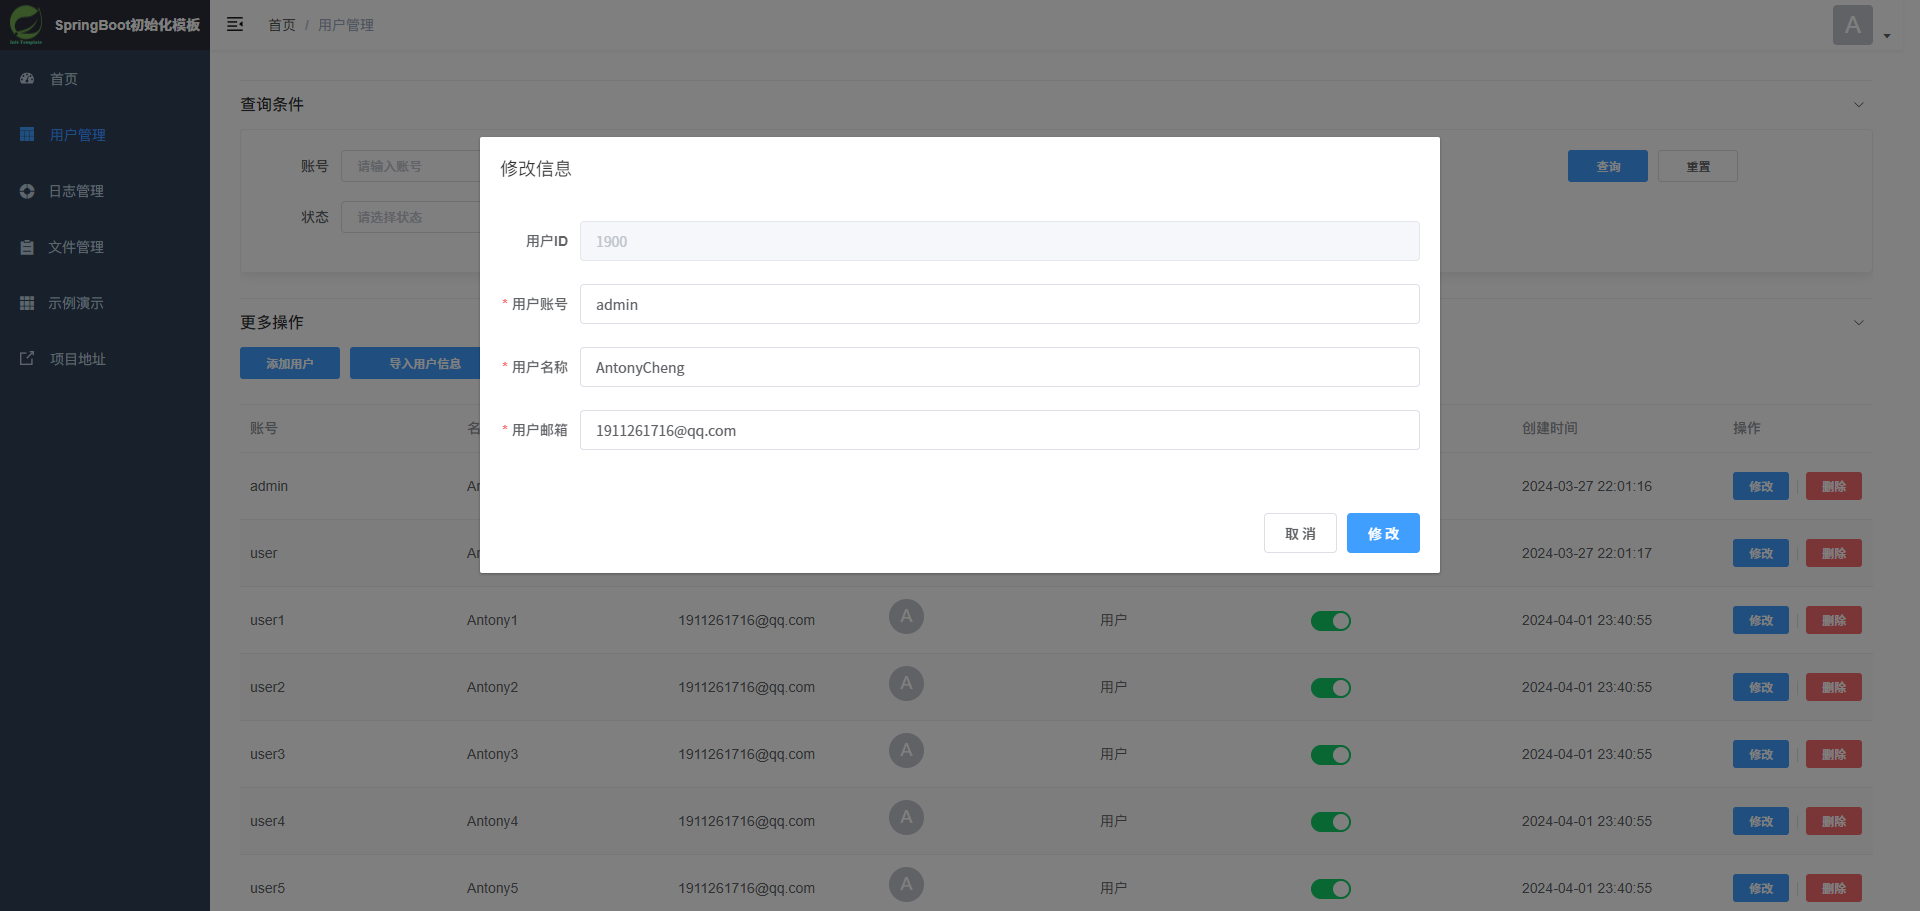 SpringBoot初始化模板
首页 / 用户管理
A
首页
用户管理
日志管理
文件管理
示例演示
项目地址
查询条件
账号 请输入账号
查询 重置
状态 请选择状态
更多操作
添加用户 导入用户信息
修改信息
用户ID 1900
* 用户账号 admin
* 用户名称 AntonyCheng
* 用户邮箱 1911261716@qq.com
取 消 修 改
账号 名 创建时间 操作
admin An 2024-03-27 22:01:16 修改 删除
user An 2024-03-27 22:01:17 修改 删除
user1 Antony1 1911261716@qq.com A 用户 2024-04-01 23:40:55 修改 删除
user2 Antony2 1911261716@qq.com A 用户 2024-04-01 23:40:55 修改 删除
user3 Antony3 1911261716@qq.com A 用户 2024-04-01 23:40:55 修改 删除
user4 Antony4 1911261716@qq.com A 用户 2024-04-01 23:40:55 修改 删除
user5 Antony5 1911261716@qq.com A 用户 2024-04-01 23:40:55 修改 删除